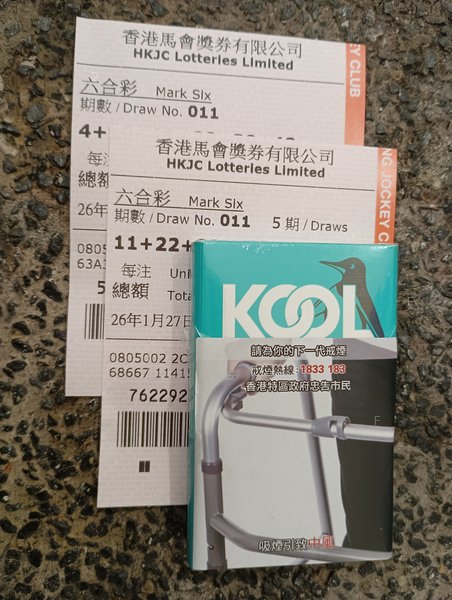 香港馬會獎券有限公司
HKJC Lotteries Limited
六合彩 Mark Six
期數 / Draw No. 011
4+
每注
總額
26年1
0805
63A
5
CLUB
香港馬會獎券有限公司
HKJC Lotteries Limited
六合彩 Mark Six
期數 / Draw No. 011 5 期 / Draws
11+22+
每注 Uni
總額 Tota
26年1月27日
0805002 2C
68667 11415
762292
JOCKEY C
KOOL
請為你的下一代戒煙
戒煙熱線：1833 183
香港特區政府忠告市民
吸煙引致中風